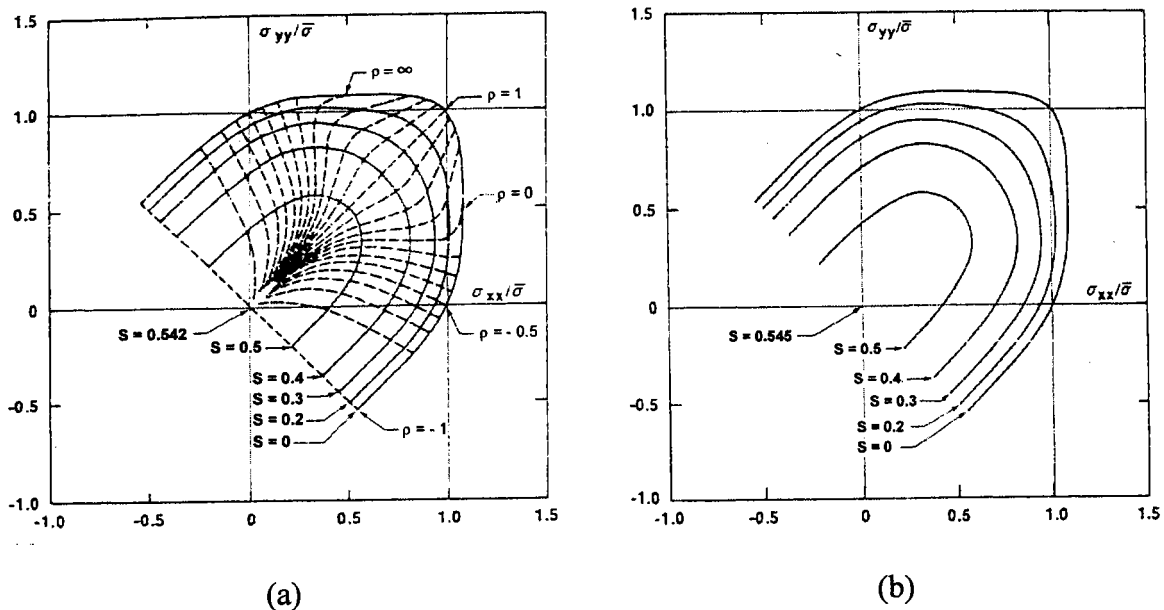 1.5
σyy/σ̅
ρ = ∞
ρ = 1
1.0
0.5
ρ = 0
0
σxx/σ̅
S = 0.542
ρ = - 0.5
S = 0.5
S = 0.4
-0.5
S = 0.3
S = 0.2
ρ = - 1
S = 0
-1.0
-1.0 -0.5 0 0.5 1.0 1.5
(a)
1.5
σyy/σ̅
1.0
0.5
σxx/σ̅
0
S = 0.545
S = 0.5
S = 0.4
S = 0.3
-0.5
S = 0.2
S = 0
-1.0
-1.0 -0.5 0 0.5 1.0 1.5
(b)